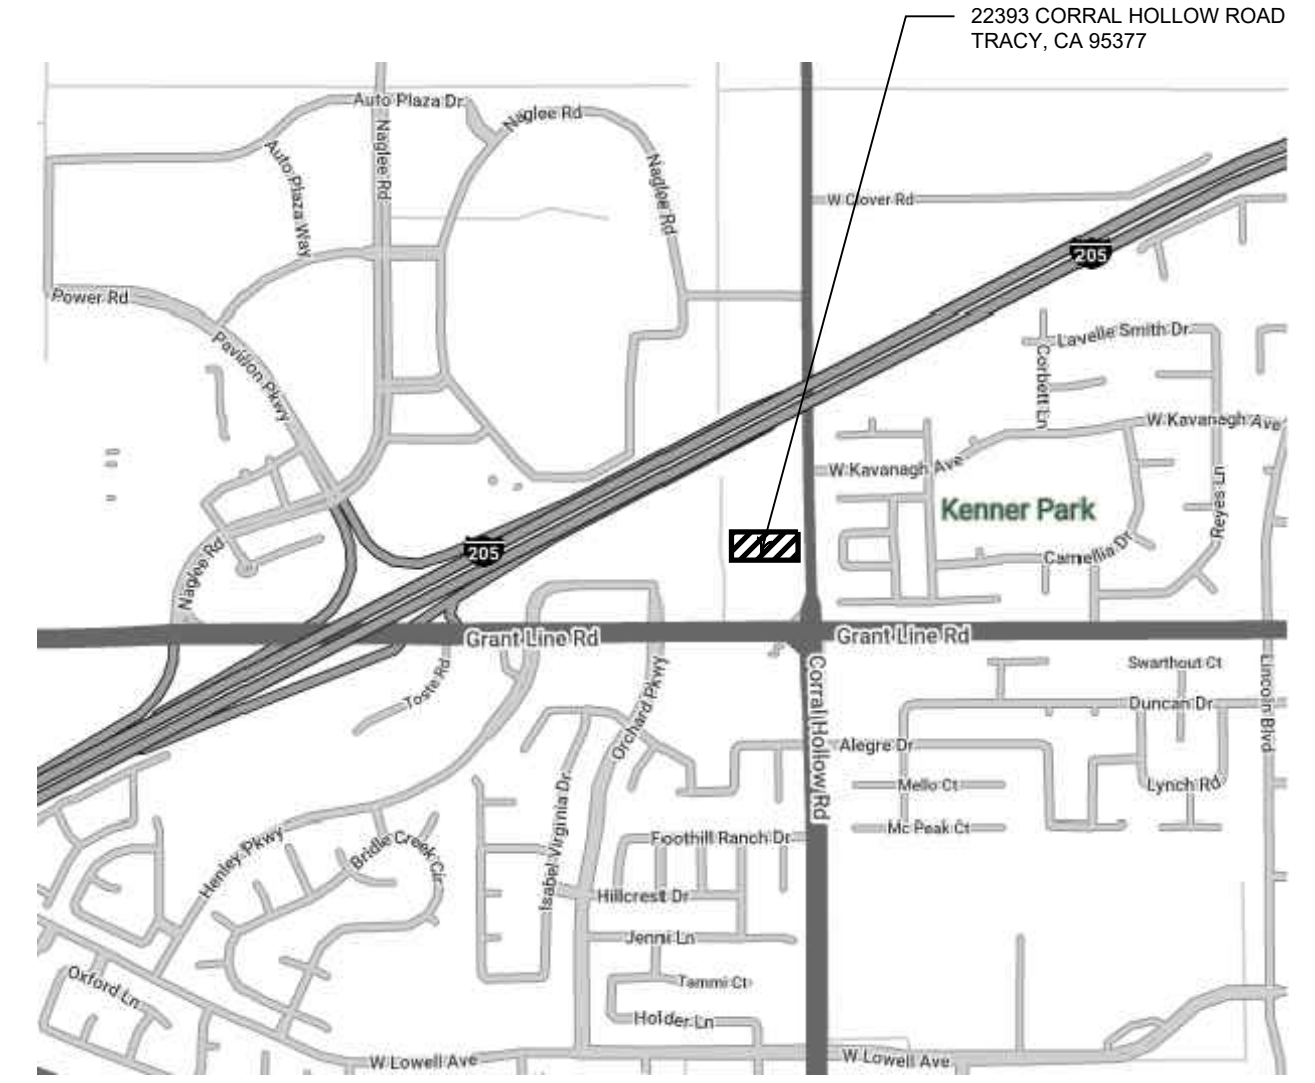 22393 CORRAL HOLLOW ROAD
TRACY, CA 95377
Auto Plaza Dr
Naglee Rd
Naglee Rd
Auto Plaza Way
Naglee Rd
W Clover Rd
205
Power Rd
Pavilion Pkwy
Lavelle Smith Dr
Corbett Ln
W Kavanagh Ave
W Kavanagh Ave
Reyes Ln
Kenner Park
205
Camellia Dr
Naglee Rd
Grant Line Rd
Grant Line Rd
Toste Rd
Orchard Pkwy
Corral Hollow Rd
Swarthout Ct
Lincoln Blvd
Duncan Dr
Alegre Dr
Mello Ct
Lynch Rd
Mc Peak Ct
Isabel Virginia Dr
Foothill Ranch Dr
Henley Pkwy
Bridle Creek Cir
Hillcrest Dr
Jenni Ln
Oxford Ln
Tammi Ct
Holder Ln
W Lowell Ave
W Lowell Ave